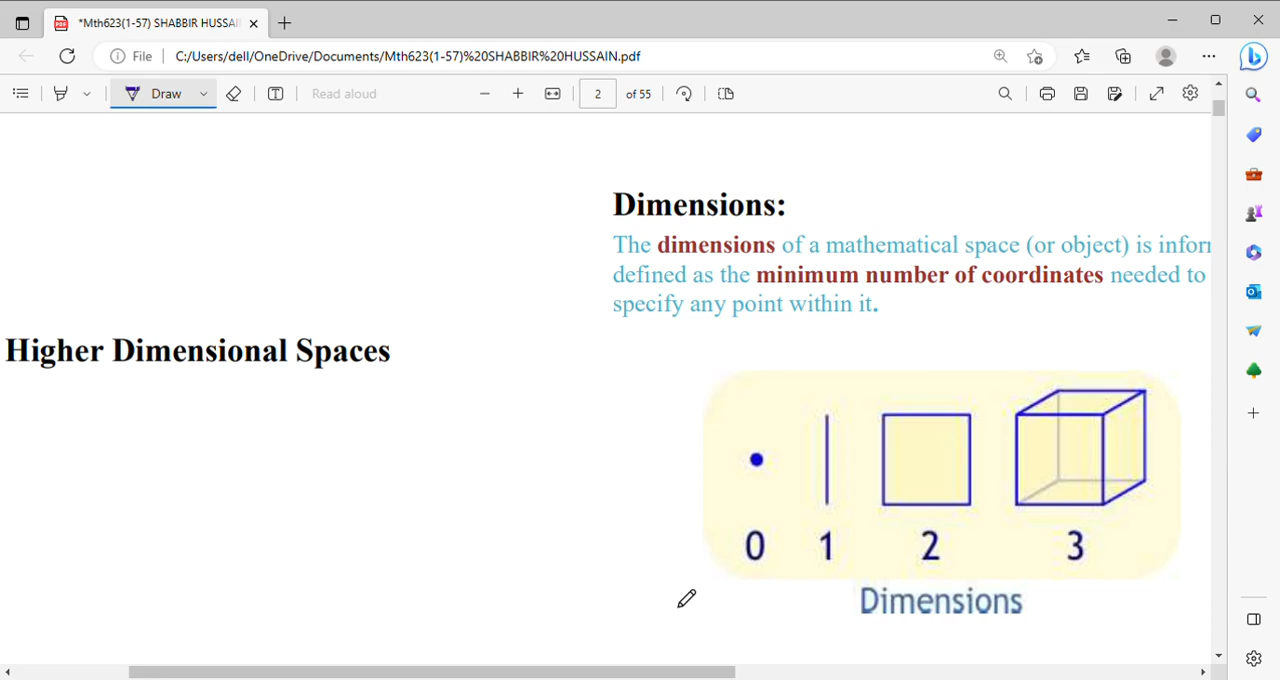 *Mth623(1-57) SHABBIR HUSSAI
File
C:/Users/dell/OneDrive/Documents/Mth623(1-57)%20SHABBIR%20HUSSAIN.pdf
Draw
Read aloud
2
of 55
Dimensions:
The dimensions of a mathematical space (or object) is infor
defined as the minimum number of coordinates needed to
specify any point within it.
Higher Dimensional Spaces
0 1 2 3
Dimensions